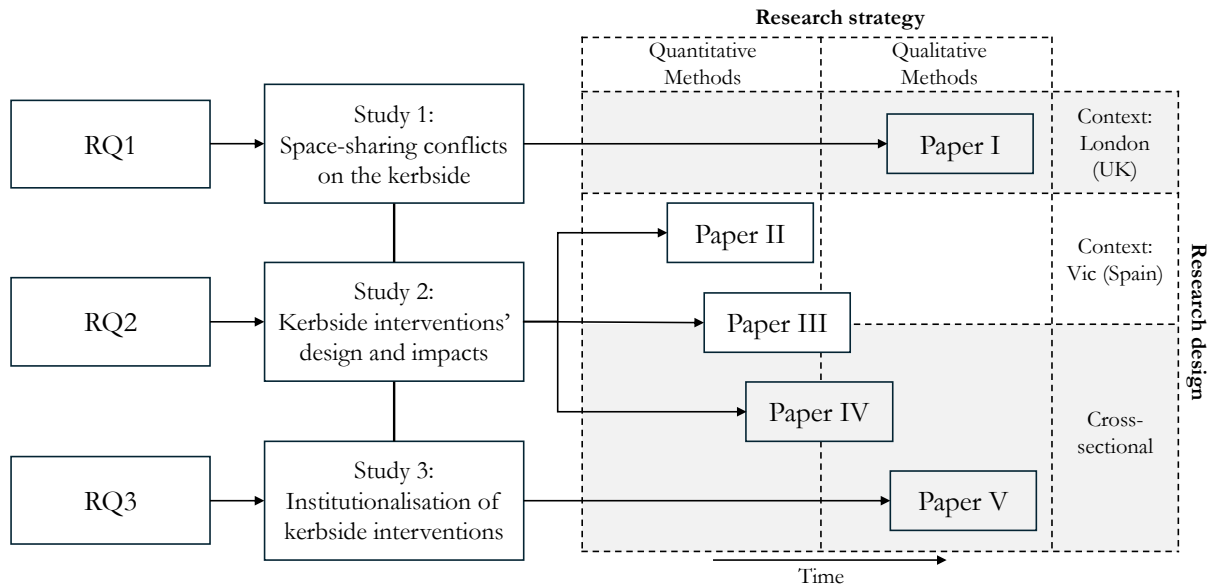 Research strategy
Quantitative
Methods
Qualitative
Methods
RQ1
Study 1:
Space-sharing conflicts
on the kerbside
Paper I
Context:
London
(UK)
Paper II
Context:
Vic (Spain)
RQ2
Study 2:
Kerbside interventions'
design and impacts
Paper III
Paper IV
Cross-
sectional
Research design
RQ3
Study 3:
Institutionalisation of
kerbside interventions
Paper V
Time